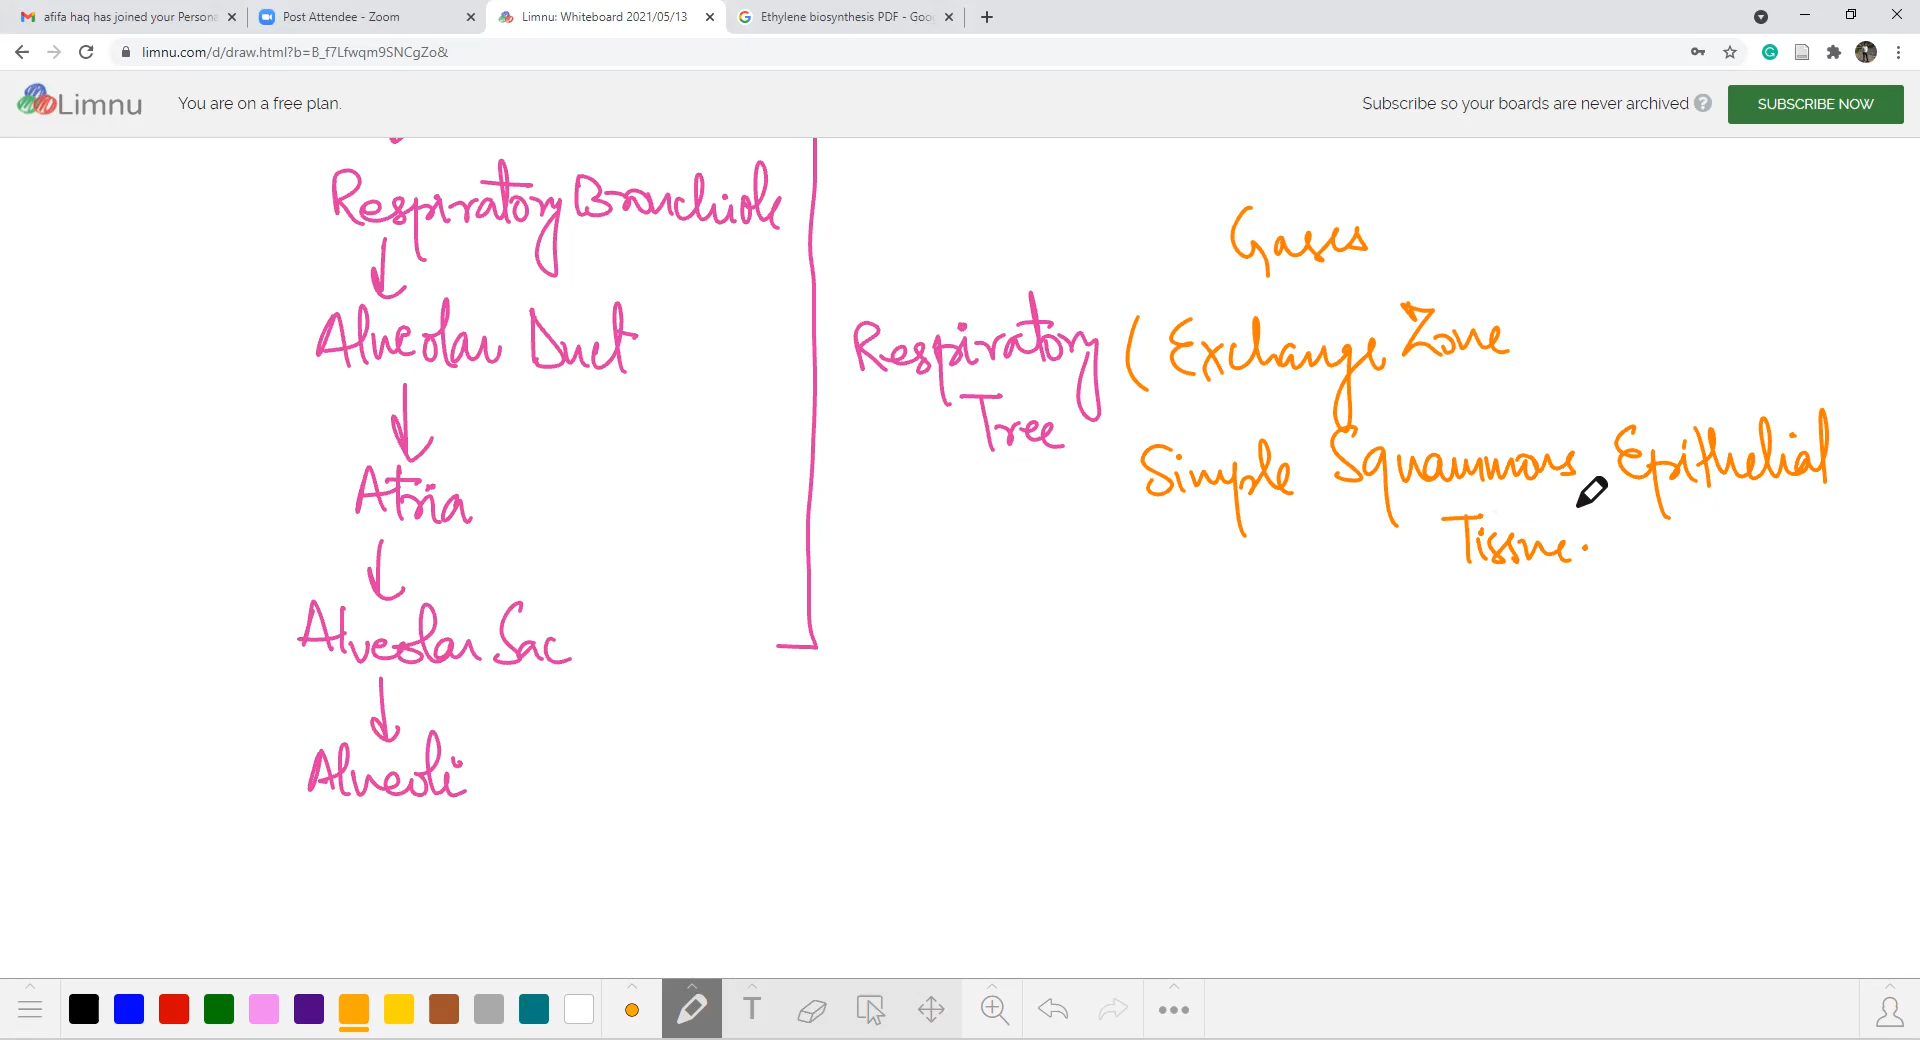 afifa haq has joined your Persona
Post Attendee - Zoom
Limnu: Whiteboard 2021/05/13
Ethylene biosynthesis PDF - Goo
limnu.com/d/draw.html?b=B_f7Lfwqm9SNCgZo&
Limnu
You are on a free plan.
Subscribe so your boards are never archived
SUBSCRIBE NOW
Respiratory Bronchiole
Alveolar Duct
Atria
Alveolar Sac
Alveoli
Respiratory
Tree
Gases
( Exchange Zone
Simple Squammous Epithelial
Tissue.